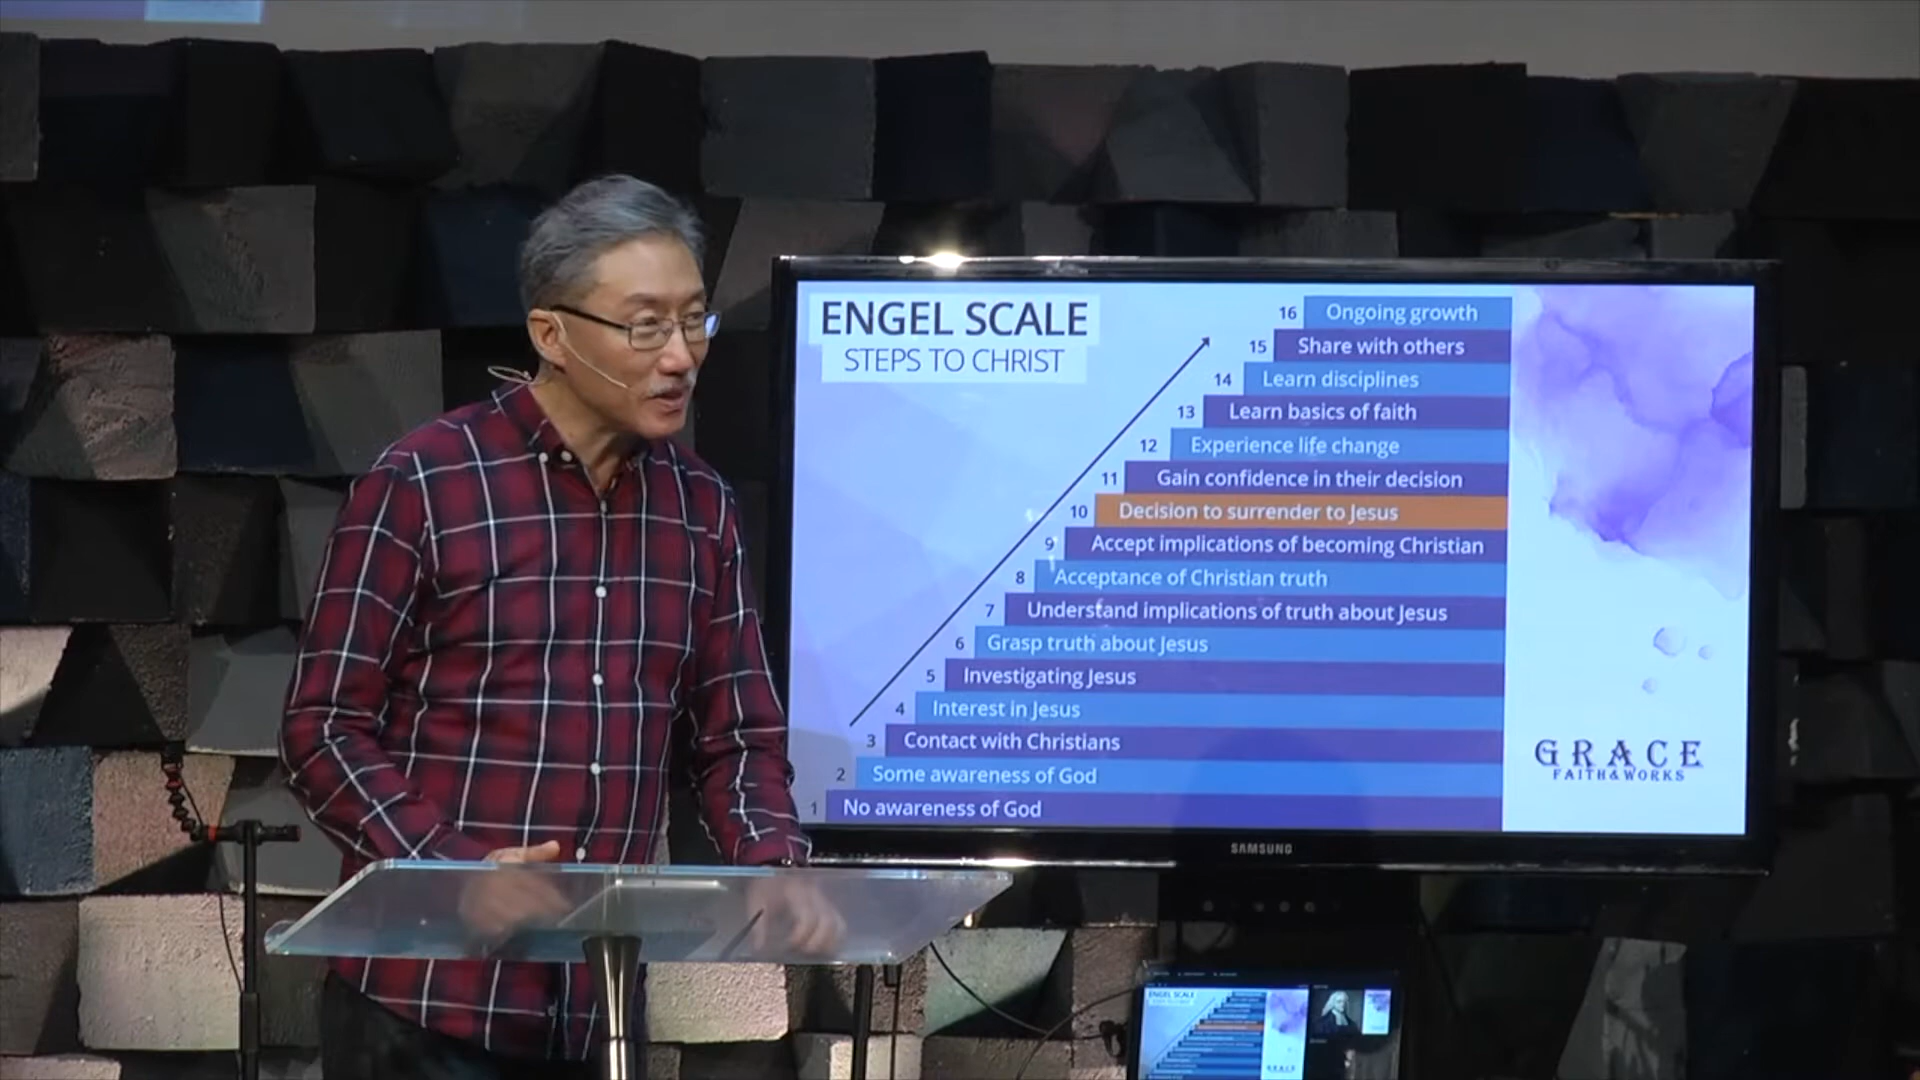 ENGEL SCALE
STEPS TO CHRIST
16 Ongoing growth
15 Share with others
14 Learn disciplines
13 Learn basics of faith
12 Experience life change
11 Gain confidence in their decision
10 Decision to surrender to Jesus
9 Accept implications of becoming Christian
8 Acceptance of Christian truth
7 Understand implications of truth about Jesus
6 Grasp truth about Jesus
5 Investigating Jesus
4 Interest in Jesus
3 Contact with Christians
2 Some awareness of God
1 No awareness of God
GRACE
FAITH & WORKS
SAMSUNG
ENGEL SCALE
GRACE